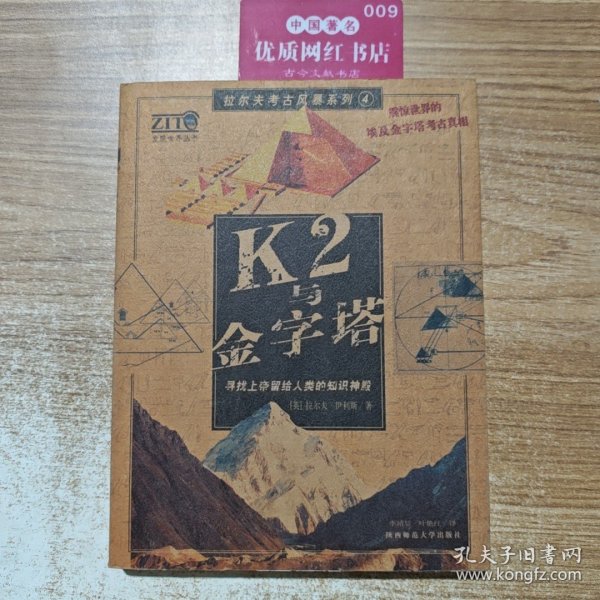 009
中国著名
优质网红书店
古今文献书店
拉尔夫考古风暴系列④
ZITO
震惊世界的
埃及金字塔考古真相
K2
与
金字塔
寻找上帝留给人类的知识神殿
[英]拉尔夫·伊利斯/著
陕西师范大学出版社
孔夫子旧书网
www.kongfz.com